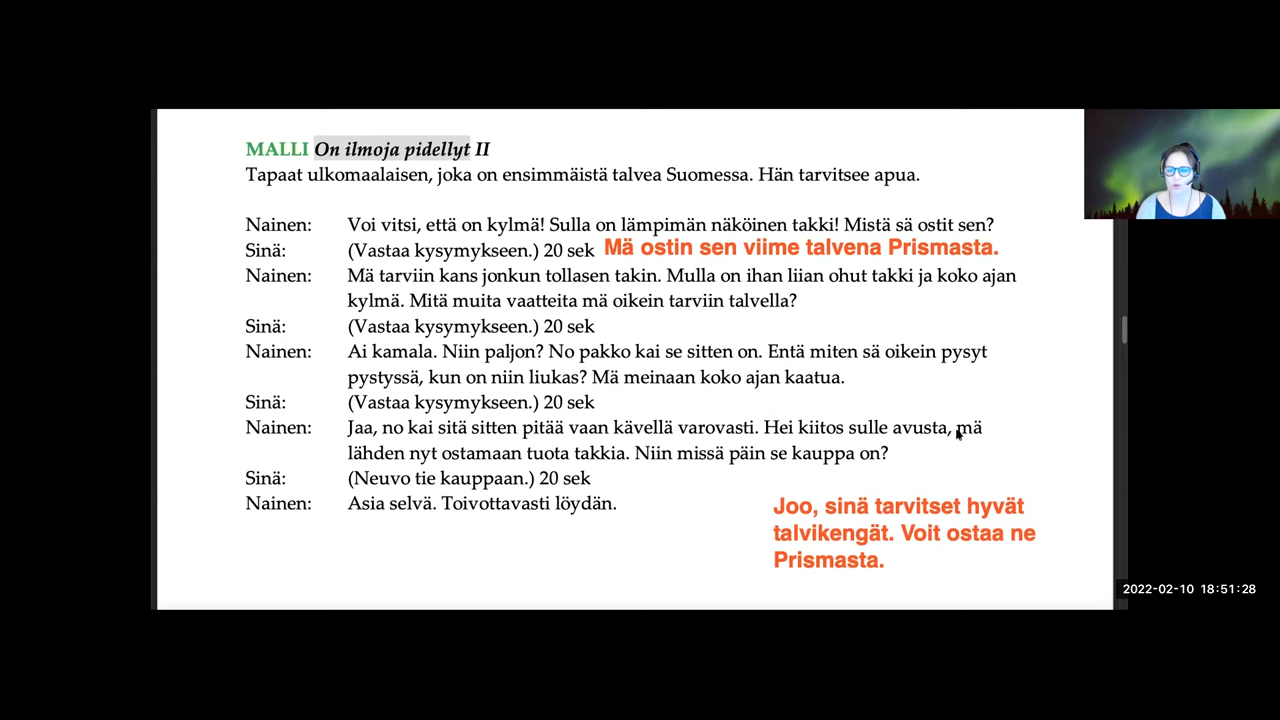 MALLI On ilmoja pidellyt II
Tapaat ulkomaalaisen, joka on ensimmäistä talvea Suomessa. Hän tarvitsee apua.
Nainen: Voi vitsi, että on kylmä! Sulla on lämpimän näköinen takki! Mistä sä ostit sen?
Sinä: (Vastaa kysymykseen.) 20 sek Mä ostin sen viime talvena Prismasta.
Nainen: Mä tarviin kans jonkun tollasen takin. Mulla on ihan liian ohut takki ja koko ajan
kylmä. Mitä muita vaatteita mä oikein tarviin talvella?
Sinä: (Vastaa kysymykseen.) 20 sek
Nainen: Ai kamala. Niin paljon? No pakko kai se sitten on. Entä miten sä oikein pysyt
pystyssä, kun on niin liukas? Mä meinaan koko ajan kaatua.
Sinä: (Vastaa kysymykseen.) 20 sek
Nainen: Jaa, no kai sitä sitten pitää vaan kävellä varovasti. Hei kiitos sulle avusta, mä
lähden nyt ostamaan tuota takkia. Niin missä päin se kauppa on?
Sinä: (Neuvo tie kauppaan.) 20 sek
Nainen: Asia selvä. Toivottavasti löydän.
Joo, sinä tarvitset hyvät
talvikengät. Voit ostaa ne
Prismasta.
2022-02-10 18:51:28